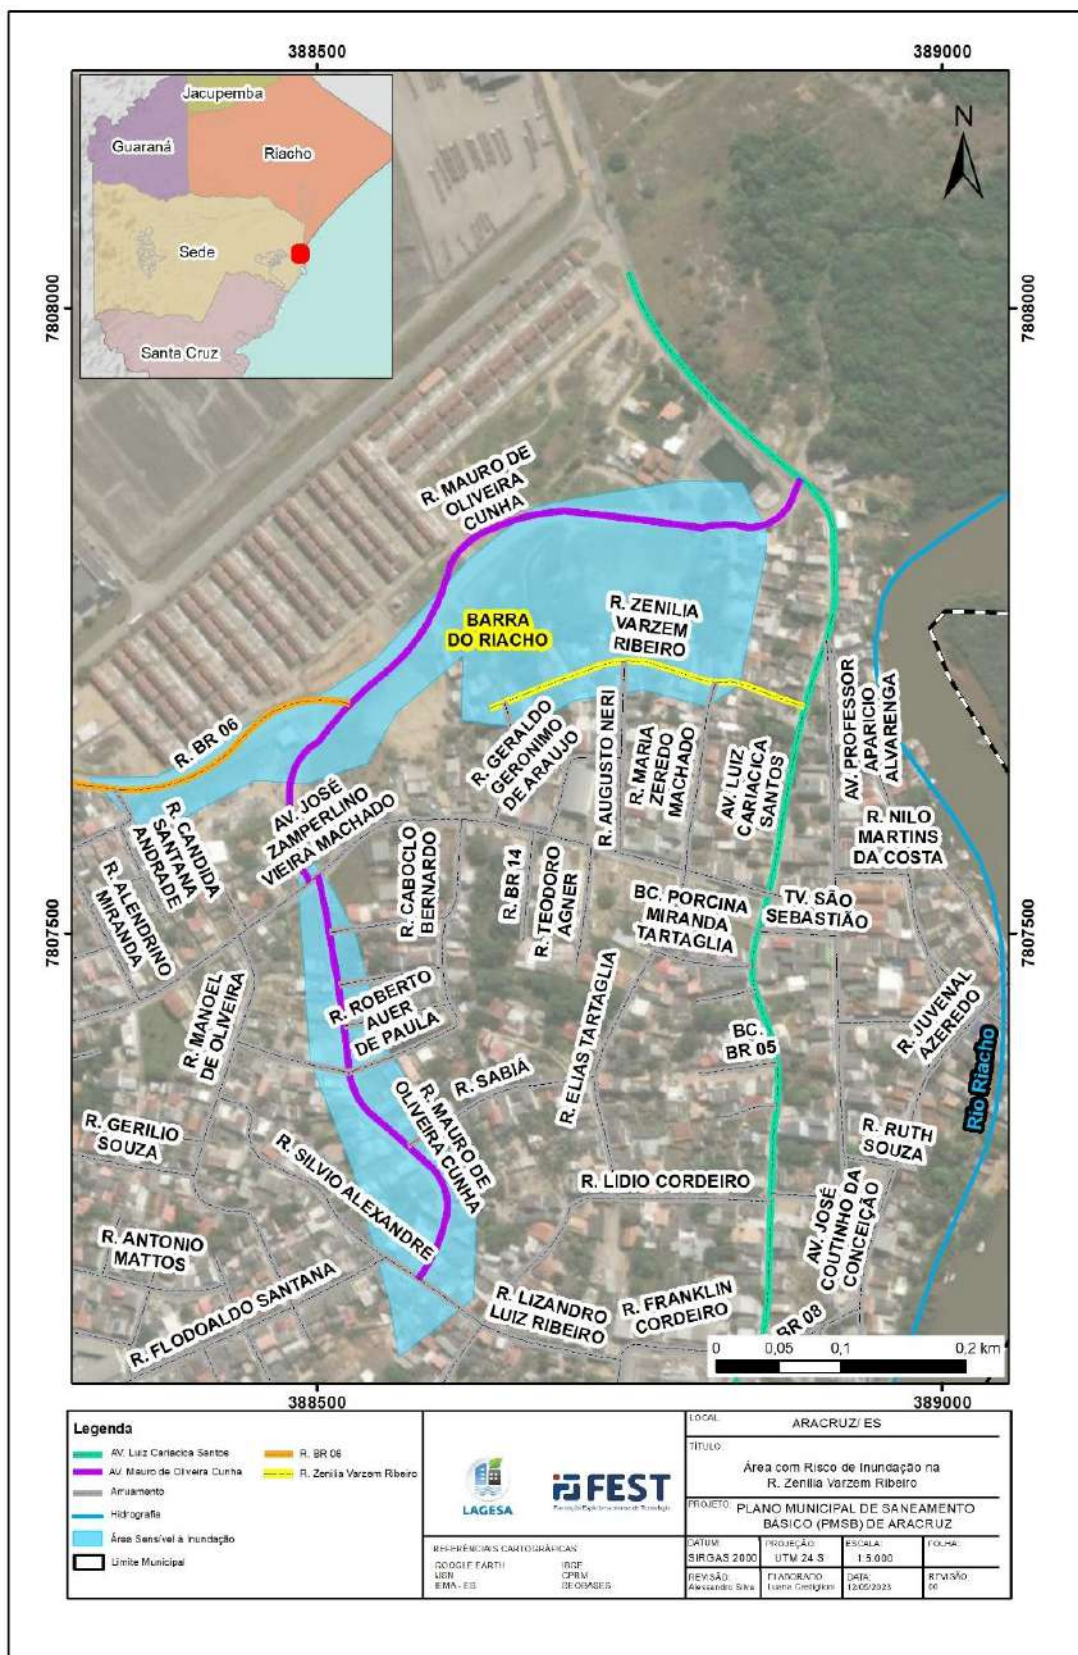 388500
389000
Jacupemba
Guaraná
Riacho
Sede
Santa Cruz
N
7808000
7808000
R. MAURO DE
OLIVEIRA
CUNHA
BARRA
DO RIACHO
R. ZENILIA
VARZEM
RIBEIRO
R. BR 06
R. GERALDO
GERONIMO
DE ARAUJO
R. AUGUSTO NERI
R. MARIA
ZEREDO
MACHADO
AV. LUIZ
CARIACICA
SANTOS
AV. PROFESSOR
APARICIO
ALVARENGA
R. CANDIDA
SANTANA
ANDRADE
AV. JOSÉ
ZAMPERLINO
VIEIRA MACHADO
R. NILO
MARTINS
DA COSTA
R. ALENDRINO
MIRANDA
R. CABOCLO
BERNARDO
R. BR 14
R. TEODORO
AGNER
BC. PORCINA
MIRANDA
TARTAGLIA
TV. SÃO
SEBASTIÃO
7807500
7807500
R. MANOEL
DE OLIVEIRA
R. ROBERTO
AUER
DE PAULA
R. ELIAS TARTAGLIA
BC.
BR 05
R. JUVENAL
AZEREDO
Rio Riacho
R. SABIÁ
R. MAURO DE
OLIVEIRA CUNHA
R. GERILIO
SOUZA
R. SILVIO ALEXANDRE
R. LIDIO CORDEIRO
R. RUTH
SOUZA
AV. JOSÉ
COUTINHO DA
CONCEIÇÃO
R. ANTONIO
MATTOS
R. FLODOALDO SANTANA
R. LIZANDRO
LUIZ RIBEIRO
R. FRANKLIN
CORDEIRO
BR 08
0 0,05 0,1 0,2 km
388500
389000
Legenda
AV. Luiz Cariacica Santos
AV. Mauro de Oliveira Cunha
Arruamento
Hidrografia
Área Sensível à Inundação
Limite Municipal
R. BR 06
R. Zenilia Varzem Ribeiro
LAGESA
FEST
REFERÊNCIAS CARTOGRÁFICAS
GOOGLE EARTH
IEMA - ES
IBGE
CPRM
GEOBASES
LOCAL
ARACRUZ/ ES
TÍTULO:
Área com Risco de Inundação na
R. Zenilia Varzem Ribeiro
PROJETO: PLANO MUNICIPAL DE SANEAMENTO
BÁSICO (PMSB) DE ARACRUZ
DATUM:
SIRGAS 2000
PROJEÇÃO:
UTM 24 S
ESCALA:
1:5.000
FOLHA:
REVISÃO:
Alessandro Silva
ELABORADO:
Luana
DATA:
12/05/2023
REVISÃO:
00